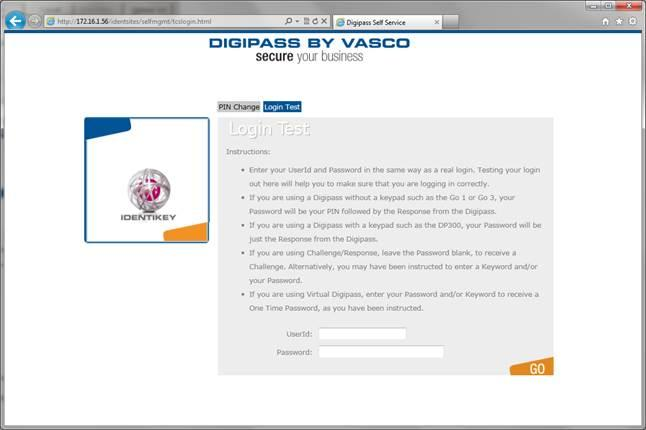 http://172.16.1.56/identsites/selfmgmt/tcslogin.html
Digipass Self Service
DIGIPASS BY VASCO
secure your business
PIN Change Login Test
Login Test
Instructions:
• Enter your UserId and Password in the same way as a real login. Testing your login
out here will help you to make sure that you are logging in correctly.
• If you are using a Digipass without a keypad such as the Go 1 or Go 3, your
Password will be your PIN followed by the Response from the Digipass.
• If you are using a Digipass with a keypad such as the DP300, your Password will be
just the Response from the Digipass.
• If you are using Challenge/Response, leave the Password blank, to receive a
Challenge. Alternatively, you may have been instructed to enter a Keyword and/or
your Password.
• If you are using Virtual Digipass, enter your Password and/or Keyword to receive a
One Time Password, as you have been instructed.
IDENTIKEY
UserId:
Password:
GO